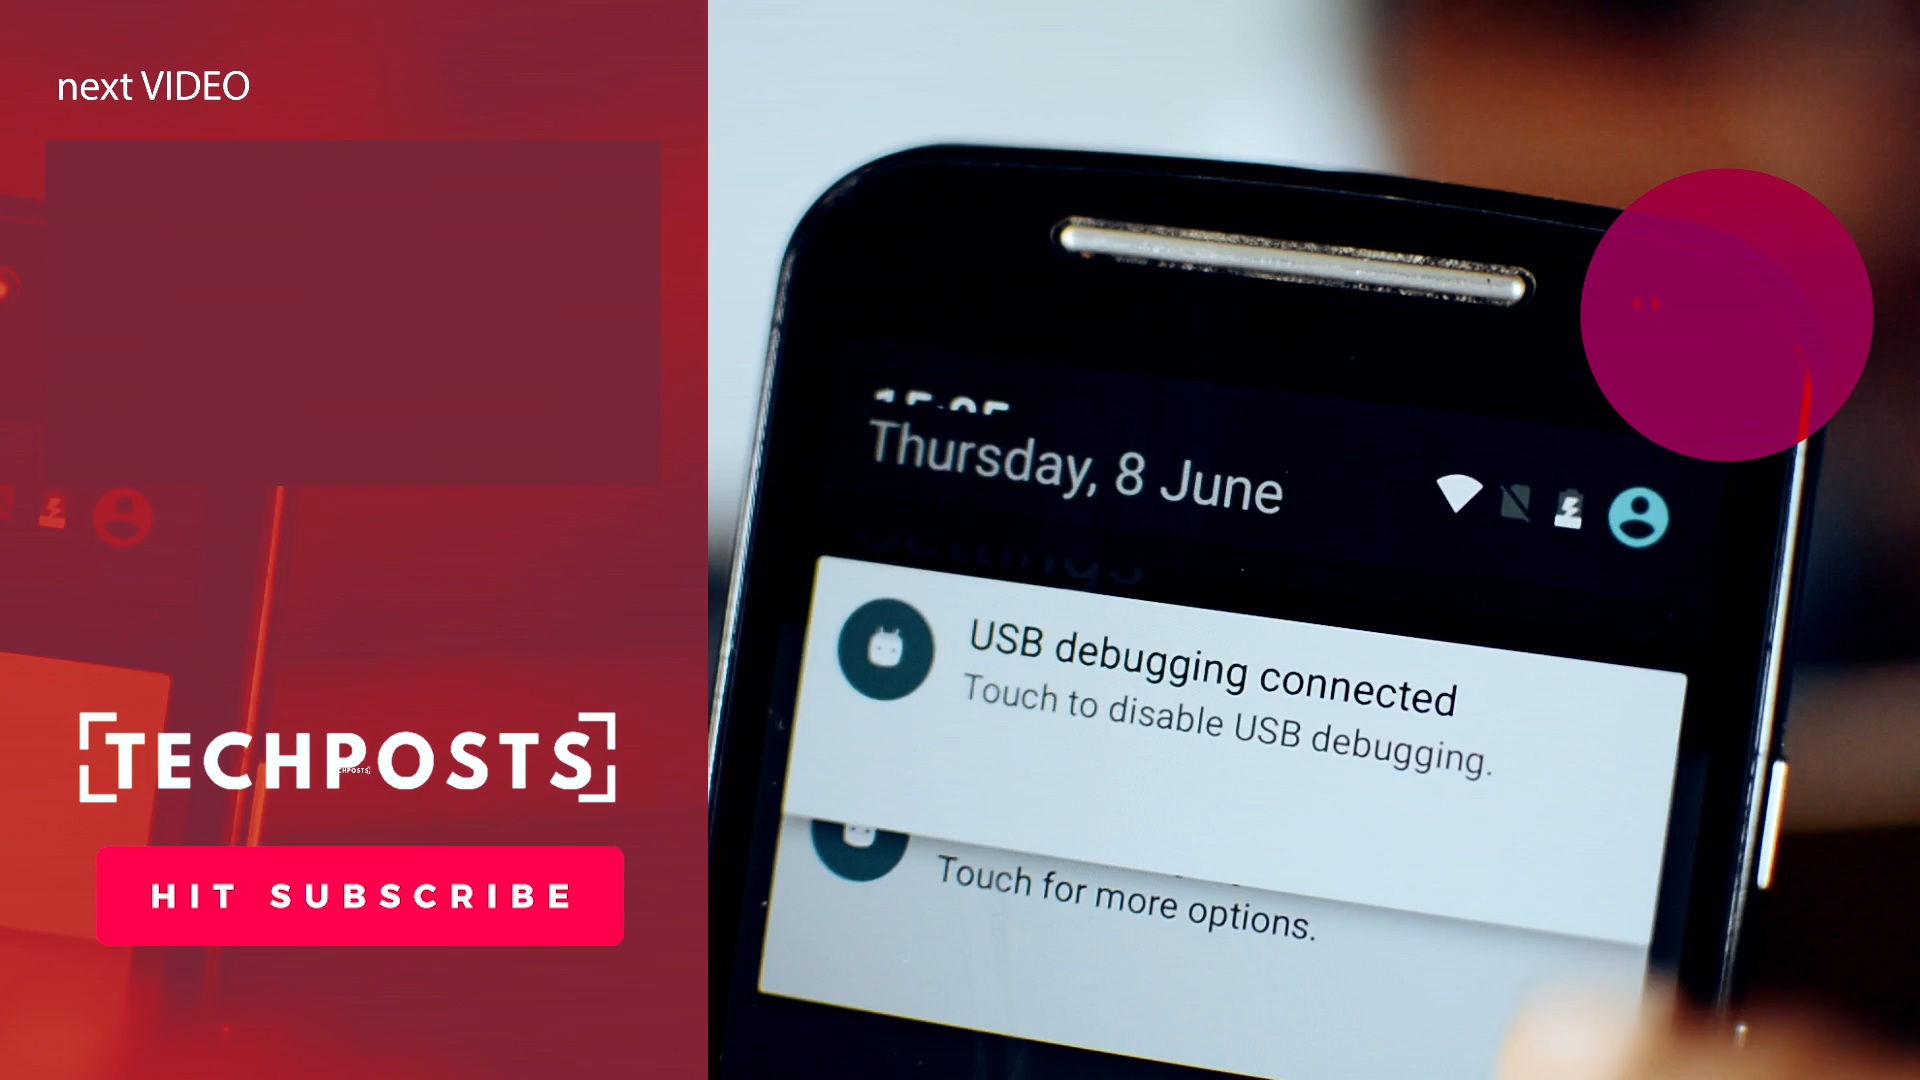 next VIDEO
TECHPOSTS
HIT SUBSCRIBE
Thursday, 8 June
USB debugging connected
Touch to disable USB debugging.
Touch for more options.